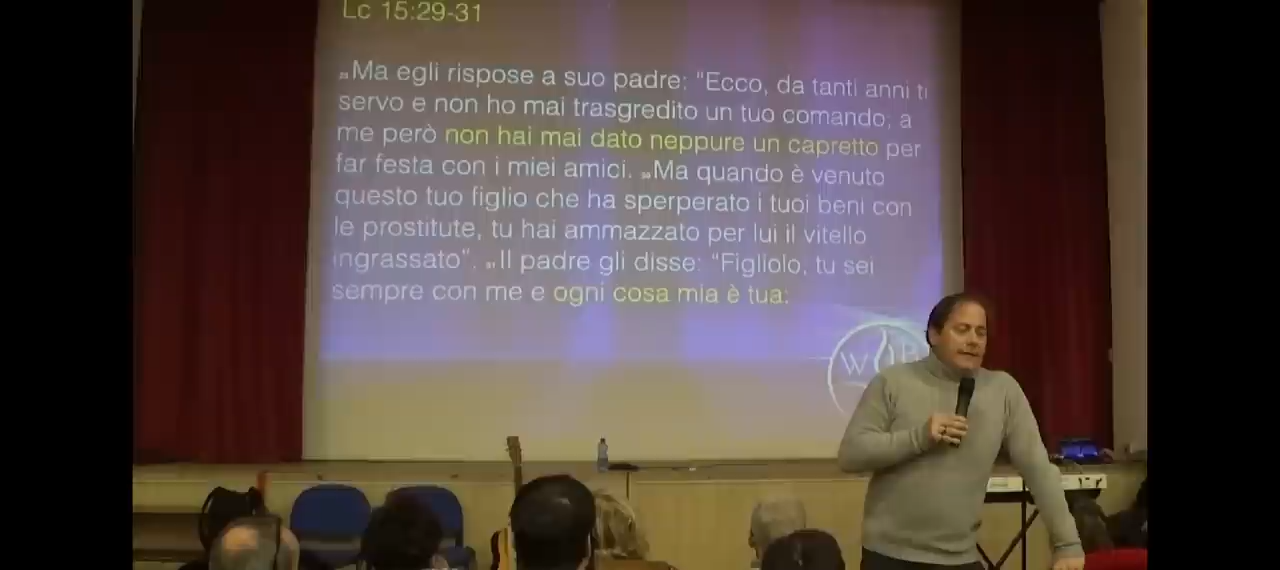 Lc 15:29-31
²⁹Ma egli rispose a suo padre: "Ecco, da tanti anni ti
servo e non ho mai trasgredito un tuo comando; a
me però non hai mai dato neppure un capretto per
far festa con i miei amici. ³⁰Ma quando è venuto
questo tuo figlio che ha sperperato i tuoi beni con
le prostitute, tu hai ammazzato per lui il vitello
ingrassato". ³¹Il padre gli disse: "Figliolo, tu sei
sempre con me e ogni cosa mia è tua;